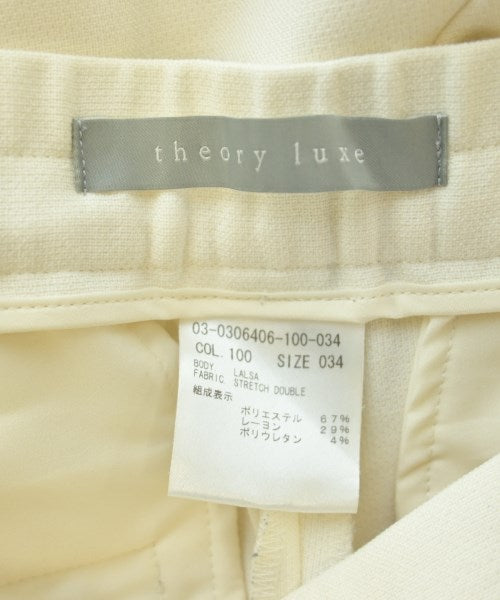 theory luxe
03-0306406-100-034
COL. 100 SIZE 034
BODY LALSA
FABRIC. STRETCH DOUBLE
組成表示
ポリエステル 67%
レーヨン 29%
ポリウレタン 4%